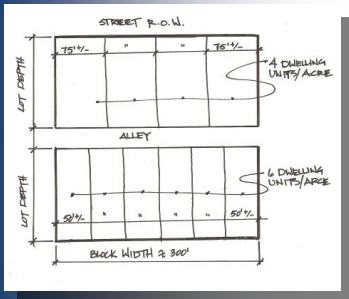 STREET R.O.W.
75'+/- " " 75'+/-
LOT DEPTH
4 DWELLING
UNITS/ACRE
ALLEY
LOT DEPTH
6 DWELLING
UNITS/ARCE
" " " "
50'+/- 50'+/-
BLOCK WIDTH ± 300'